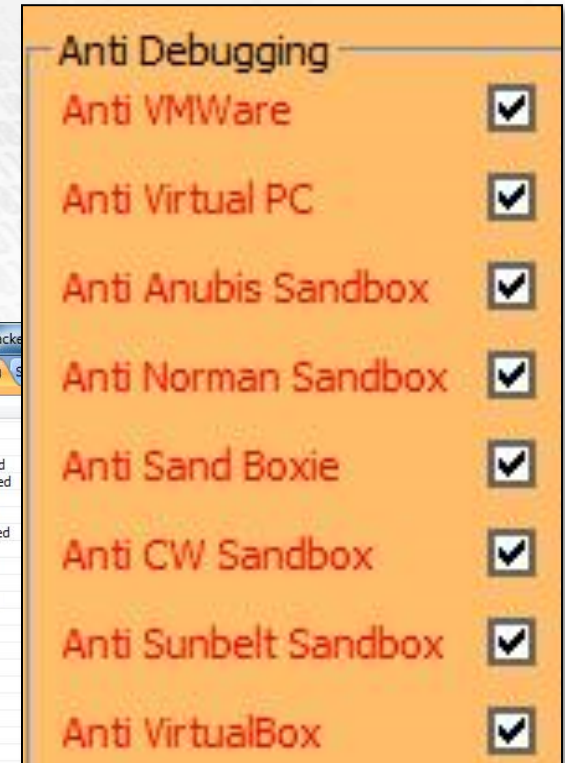 Anti Debugging
Anti VMWare
Anti Virtual PC
Anti Anubis Sandbox
Anti Norman Sandbox
Anti Sand Boxie
Anti CW Sandbox
Anti Sunbelt Sandbox
Anti VirtualBox